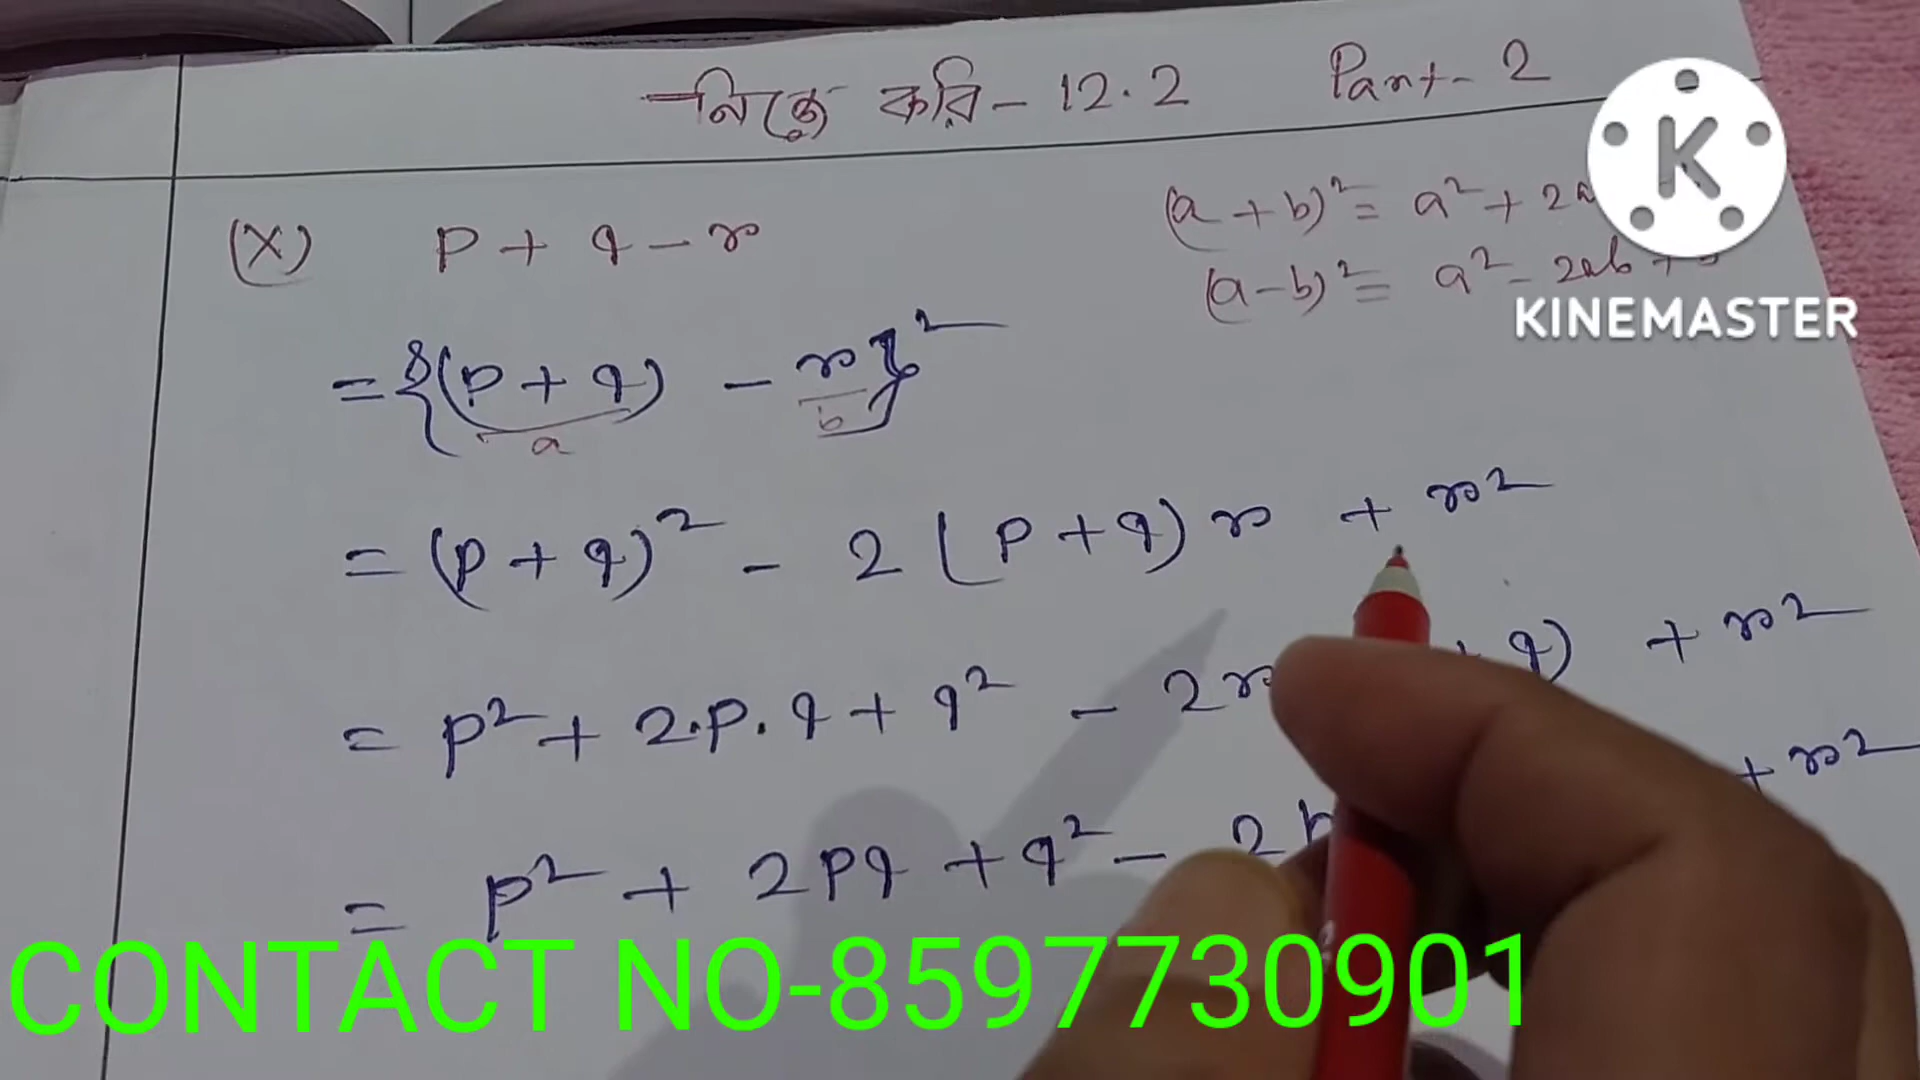 নিজে করি - 12.2 Part - 2
(a + b)² = a² + 2a
(X) p + q - r
(a - b)² = a² - 2ab +
KINEMASTER
= {(p + q) - r}²
a b
= (p + q)² - 2 (p + q) r + r²
= p² + 2.p.q + q² - 2r + q) + r²
= p² + 2pq + q² - 2p + r²
CONTACT NO-8597730901